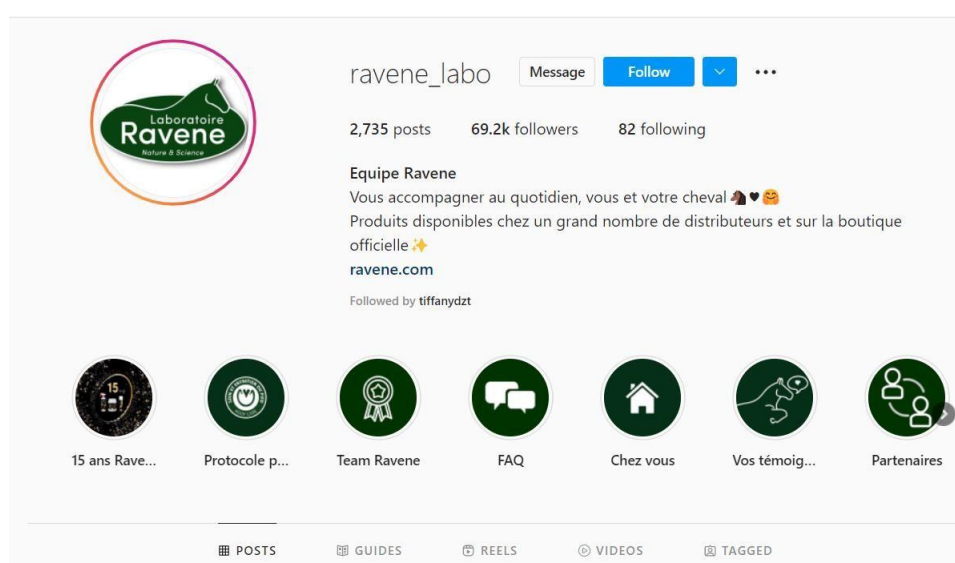 Laboratoire
Ravene
Nature & Science
ravene_labo Message Follow
2,735 posts 69.2k followers 82 following
Equipe Ravene
Vous accompagner au quotidien, vous et votre cheval 🐴♥🤗
Produits disponibles chez un grand nombre de distributeurs et sur la boutique
officielle✨
ravene.com
Followed by tiffanydzt
15
15 ans Rave... Protocole p... Team Ravene FAQ Chez vous Vos témoig... Partenaires
POSTS GUIDES REELS VIDEOS TAGGED